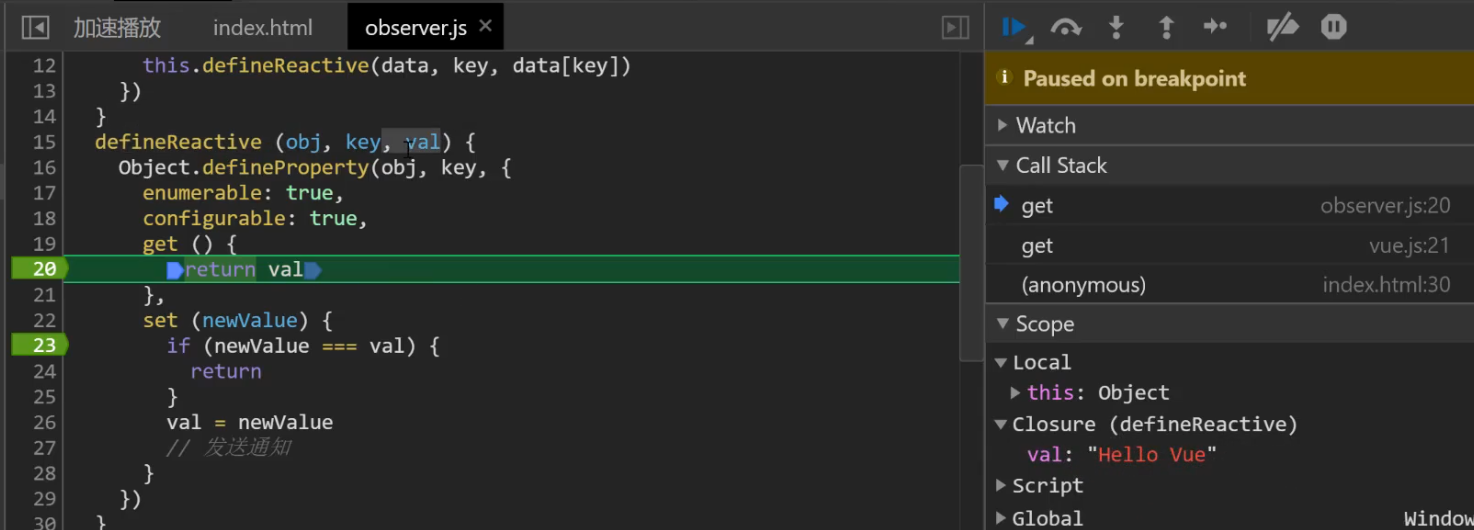 加速播放 index.html observer.js ×
12 this.defineReactive(data, key, data[key])
13 })
14 }
15 defineReactive (obj, key, val) {
16 Object.defineProperty(obj, key, {
17 enumerable: true,
18 configurable: true,
19 get () {
20 return val
21 },
22 set (newValue) {
23 if (newValue === val) {
24 return
25 }
26 val = newValue
27 // 发送通知
28 }
29 })
30 }
Paused on breakpoint
Watch
Call Stack
get observer.js:20
get vue.js:21
(anonymous) index.html:30
Scope
Local
this: Object
Closure (defineReactive)
val: "Hello Vue"
Script
Global Window